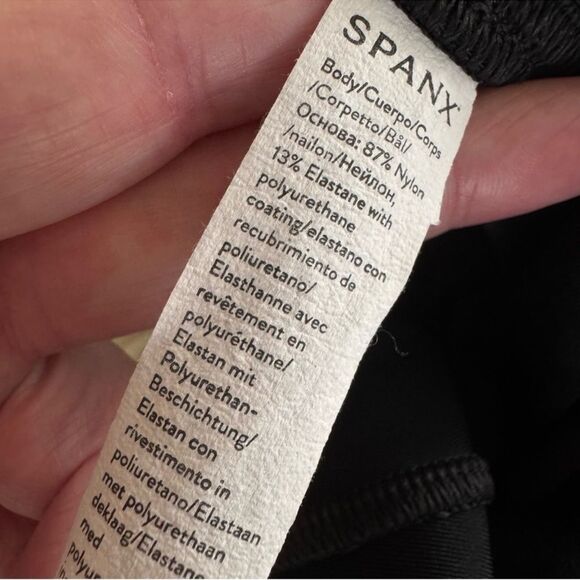 SPANX
Body/Cuerpo/Corps
/Corpetto/Bål/
ОСНОВА: 87% Nylon
/nailon/Нейлон,
13% Elastane with
polyurethane
coating/elastano con
recubrimiento de
poliuretano/
Elasthanne avec
revêtement en
polyuréthane/
Elastan mit
Polyurethan-
Beschichtung/
Elastan con
rivestimento in
poliuretano/Elastaan
met polyurethaan
deklaag/Elastane
med